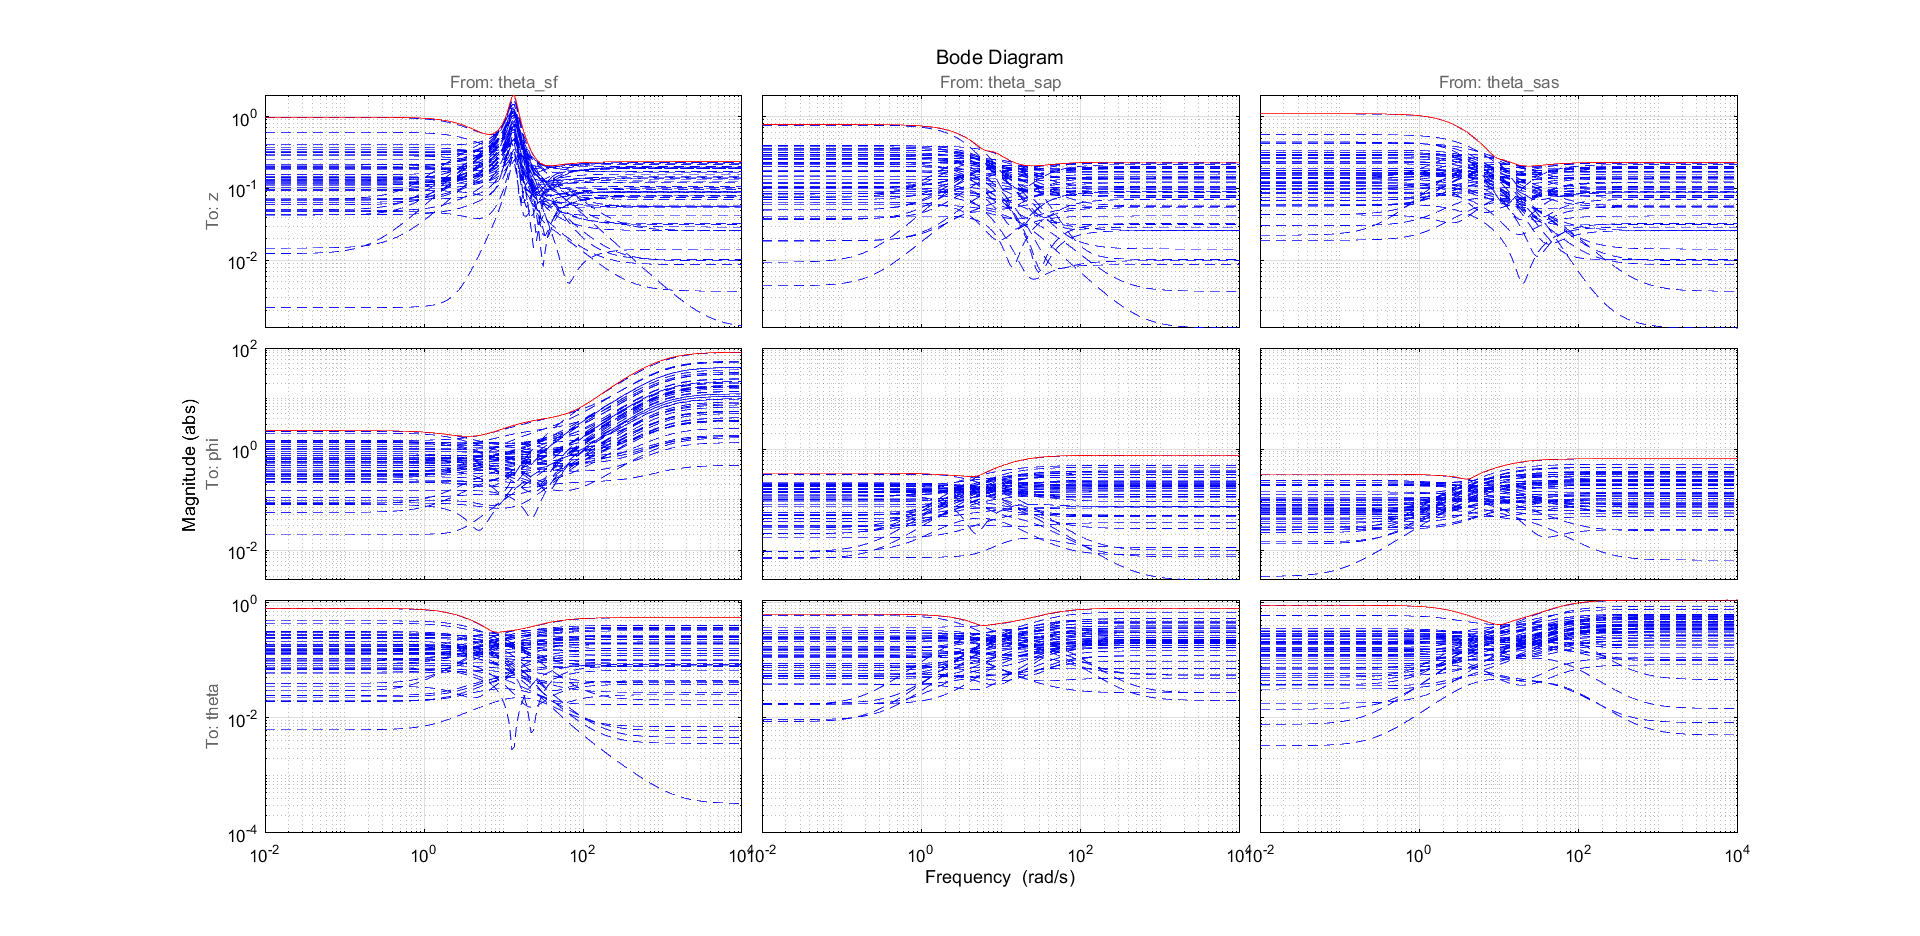 Bode Diagram
From: theta_sf
From: theta_sap
From: theta_sas
10^0
10^-1
10^-2
To: z
10^2
10^0
10^-2
To: phi
Magnitude (abs)
10^0
10^-2
10^-4
To: theta
10^-2 10^0 10^2 10^4
10^-2 10^0 10^2 10^4
10^-2 10^0 10^2 10^4
Frequency (rad/s)